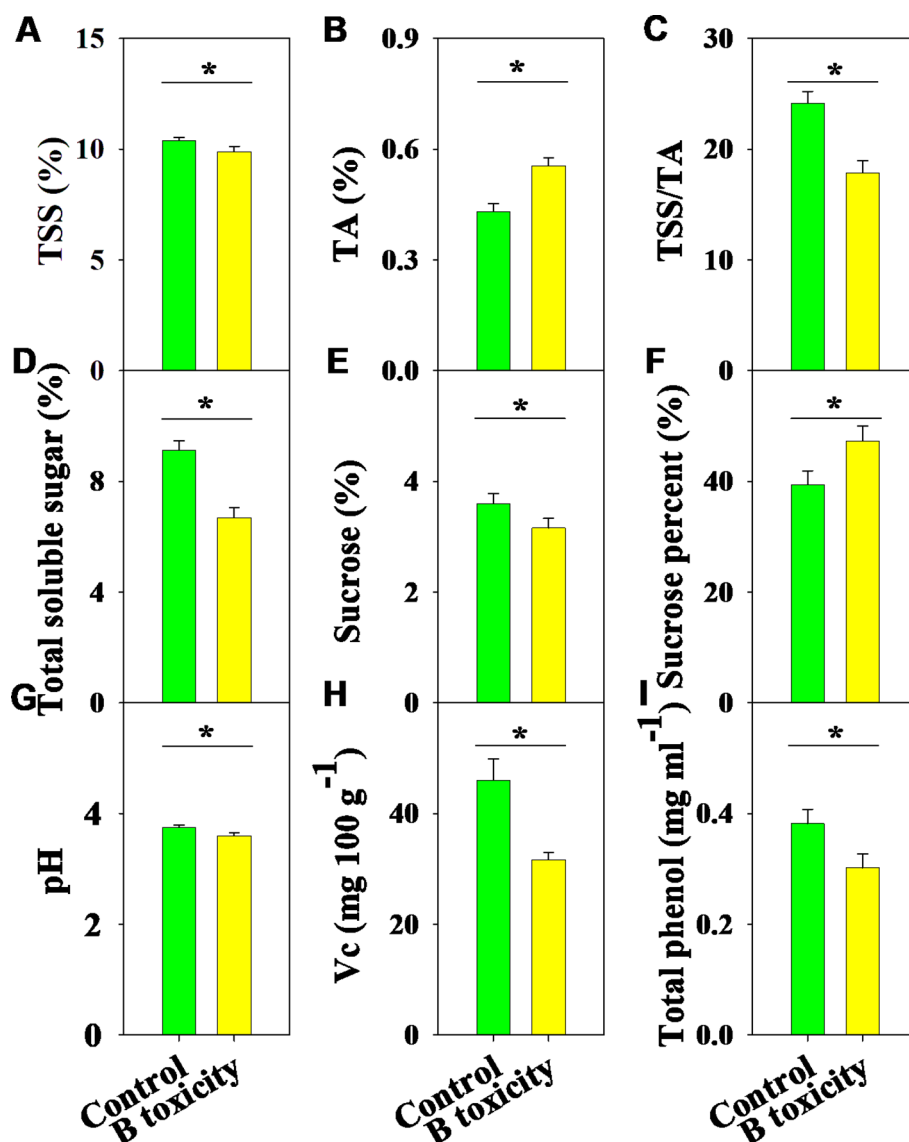 A
TSS (%)
15
10
5
0
*
B
TA (%)
0.9
0.6
0.3
0.0
*
C
TSS/TA
30
20
10
0
*
D
Total soluble sugar (%)
8
4
0
*
E
Sucrose (%)
4
2
0
*
F
Sucrose percent (%)
40
20
0
*
G
pH
4
2
0
*
Control
B toxicity
H
Vc (mg 100 g⁻¹)
40
20
0
*
Control
B toxicity
I
Total phenol (mg ml⁻¹)
0.4
0.2
0.0
*
Control
B toxicity